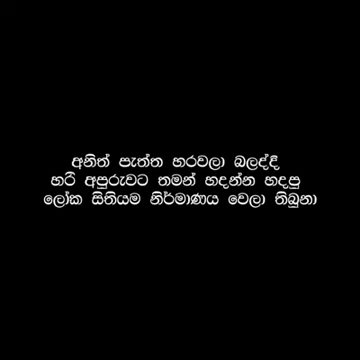 අනිත් පැත්ත හරවලා බලද්දී
හරි අපුරුවට තමන් හදන්න හදපු
ලෝක සිතියම නිර්මාණය වෙලා තිබුනා